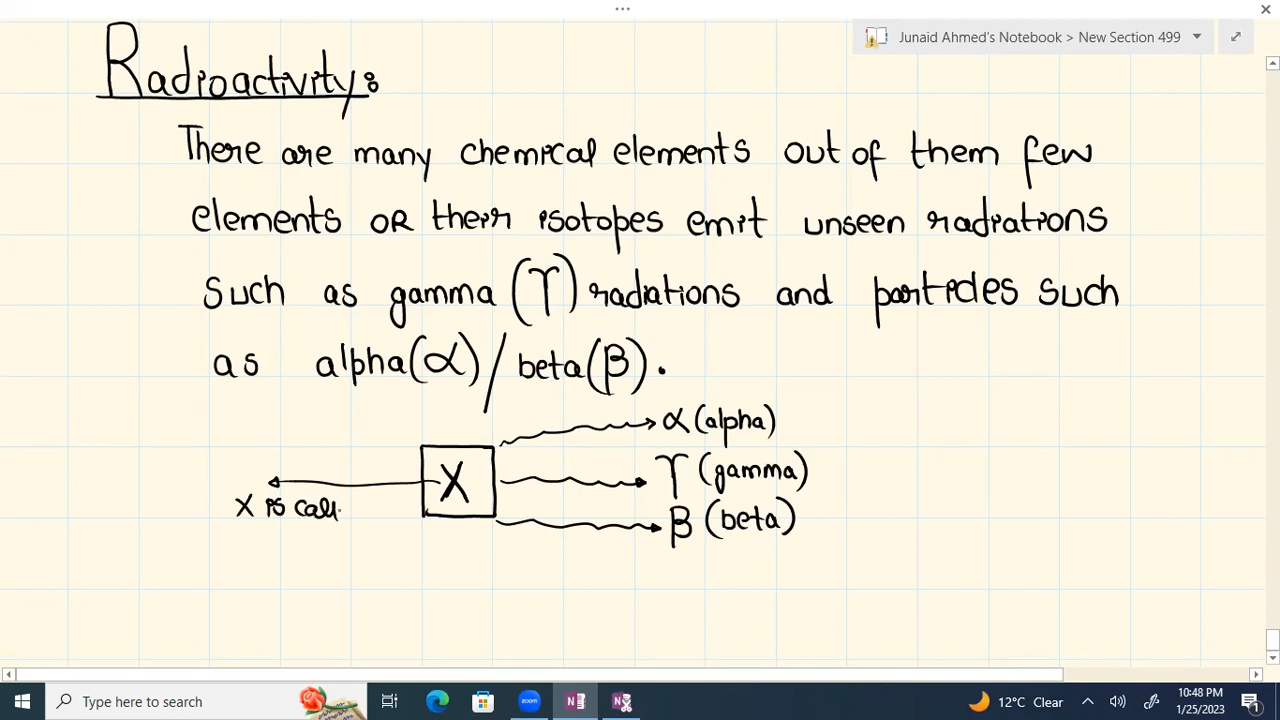 Junaid Ahmed's Notebook > New Section 499
Radioactivity:
There are many chemical elements out of them few
elements OR their isotopes emit unseen radiations
Such as gamma (ϒ) radiations and particles such
as alpha(α)/beta(β).
α (alpha)
X
ϒ (gamma)
X is call
β (beta)
Type here to search
zoom
12°C Clear
10:48 PM
1/25/2023
1